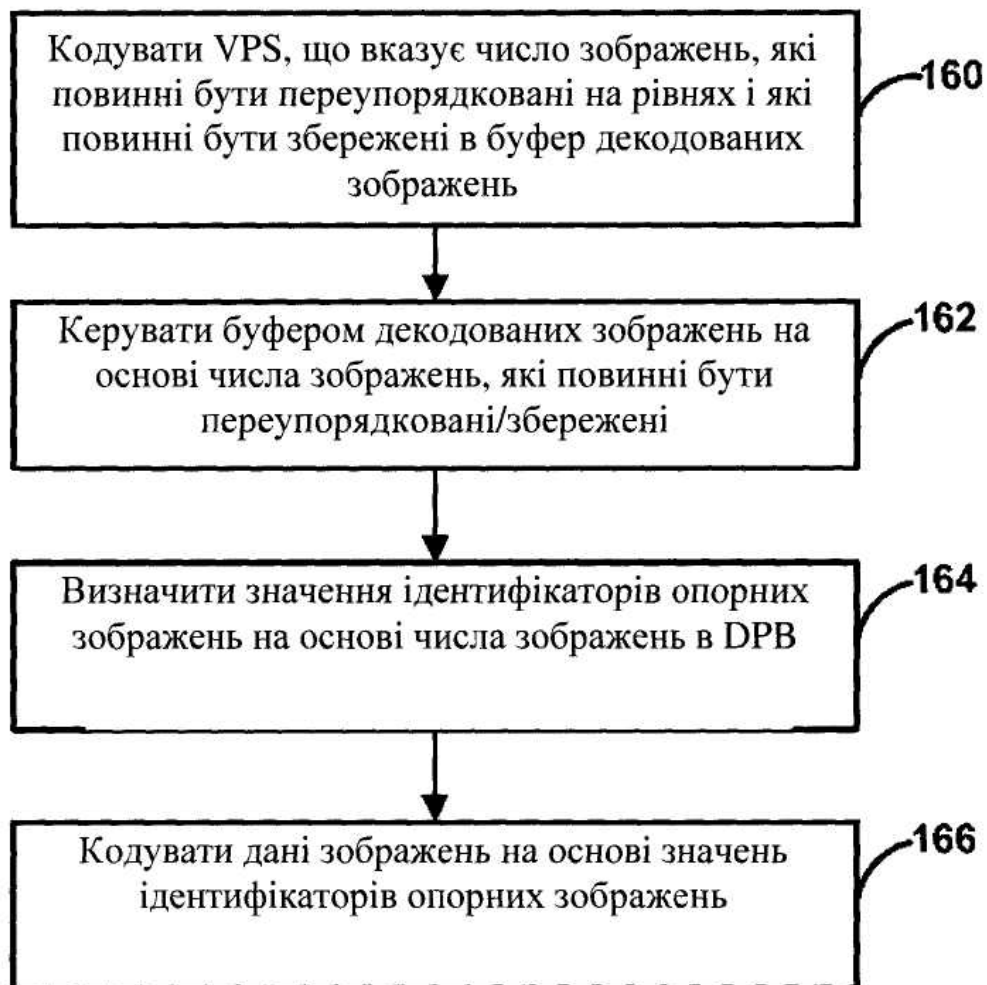 Кодувати VPS, що вказує число зображень, які
повинні бути переупорядковані на рівнях і які
повинні бути збережені в буфер декодованих
зображень
160
Керувати буфером декодованих зображень на
основі числа зображень, які повинні бути
переупорядковані/збережені
162
Визначити значення ідентифікаторів опорних
зображень на основі числа зображень в DPB
164
Кодувати дані зображень на основі значень
ідентифікаторів опорних зображень
166